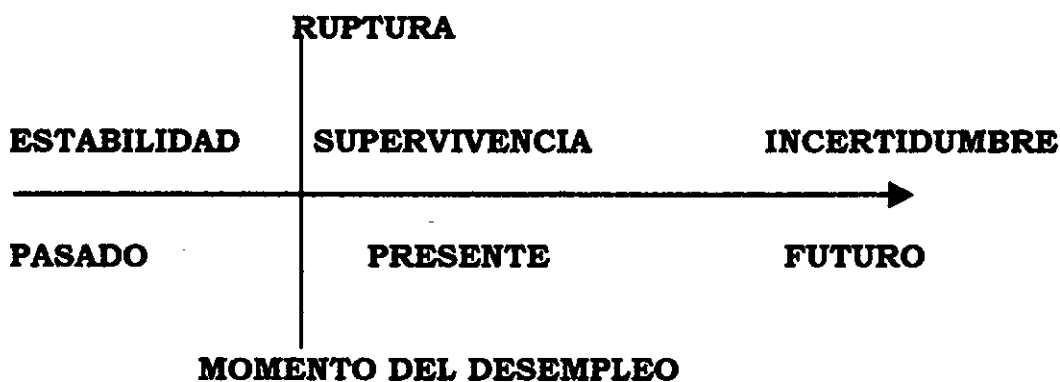 RUPTURA
ESTABILIDAD SUPERVIVENCIA INCERTIDUMBRE
PASADO PRESENTE FUTURO
MOMENTO DEL DESEMPLEO